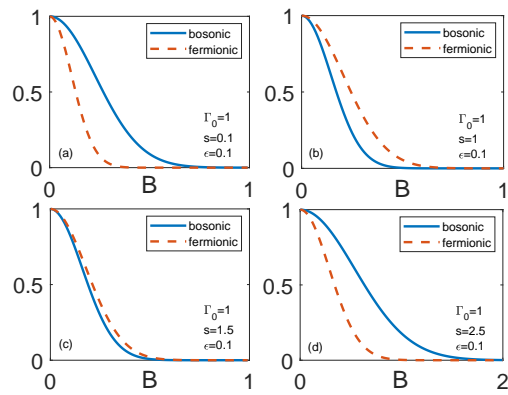 1
bosonic
fermionic
0.5
Γ₀=1
s=0.1
ϵ=0.1
(a)
0
0 B 1
1
bosonic
fermionic
0.5
Γ₀=1
s=1
ϵ=0.1
(b)
0
0 B 1
1
bosonic
fermionic
0.5
Γ₀=1
s=1.5
ϵ=0.1
(c)
0
0 B 1
1
bosonic
fermionic
0.5
Γ₀=1
s=2.5
ϵ=0.1
(d)
0
0 B 2